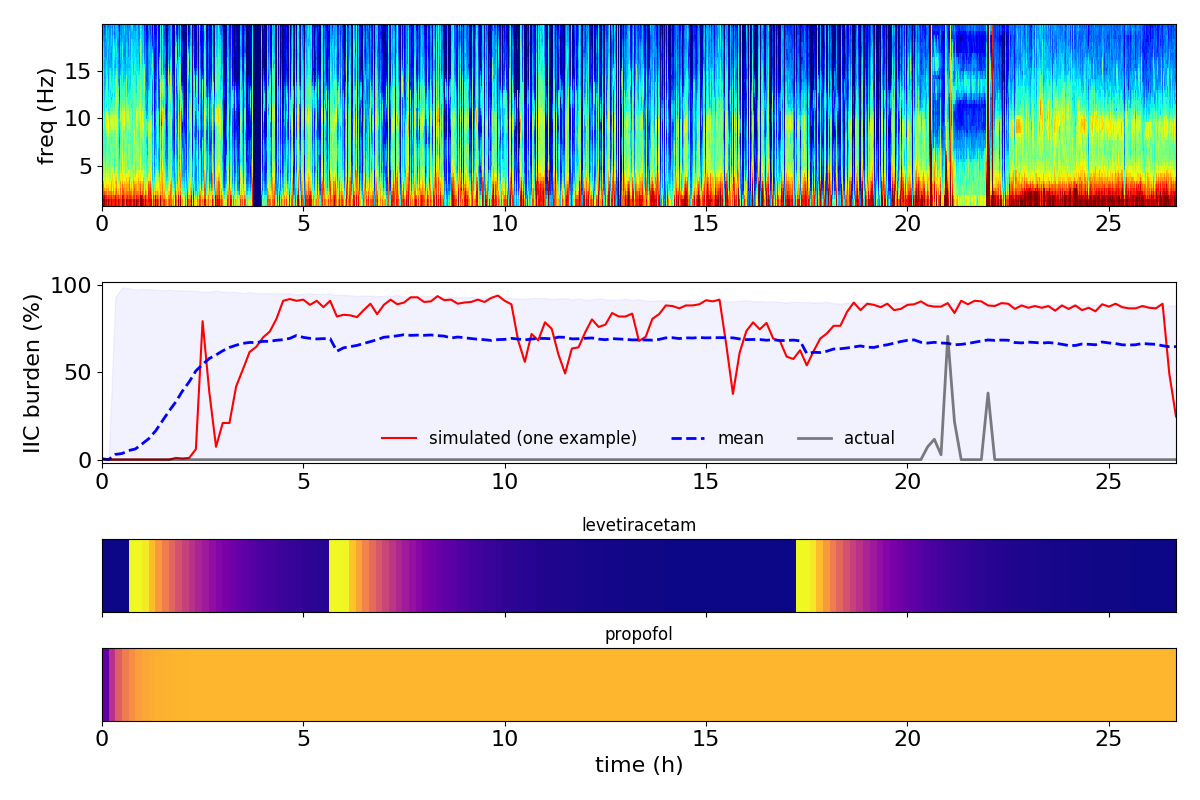 freq (Hz)
15
10
5
0 5 10 15 20 25
IIC burden (%)
100
50
0
simulated (one example) mean actual
0 5 10 15 20 25
levetiracetam
propofol
0 5 10 15 20 25
time (h)